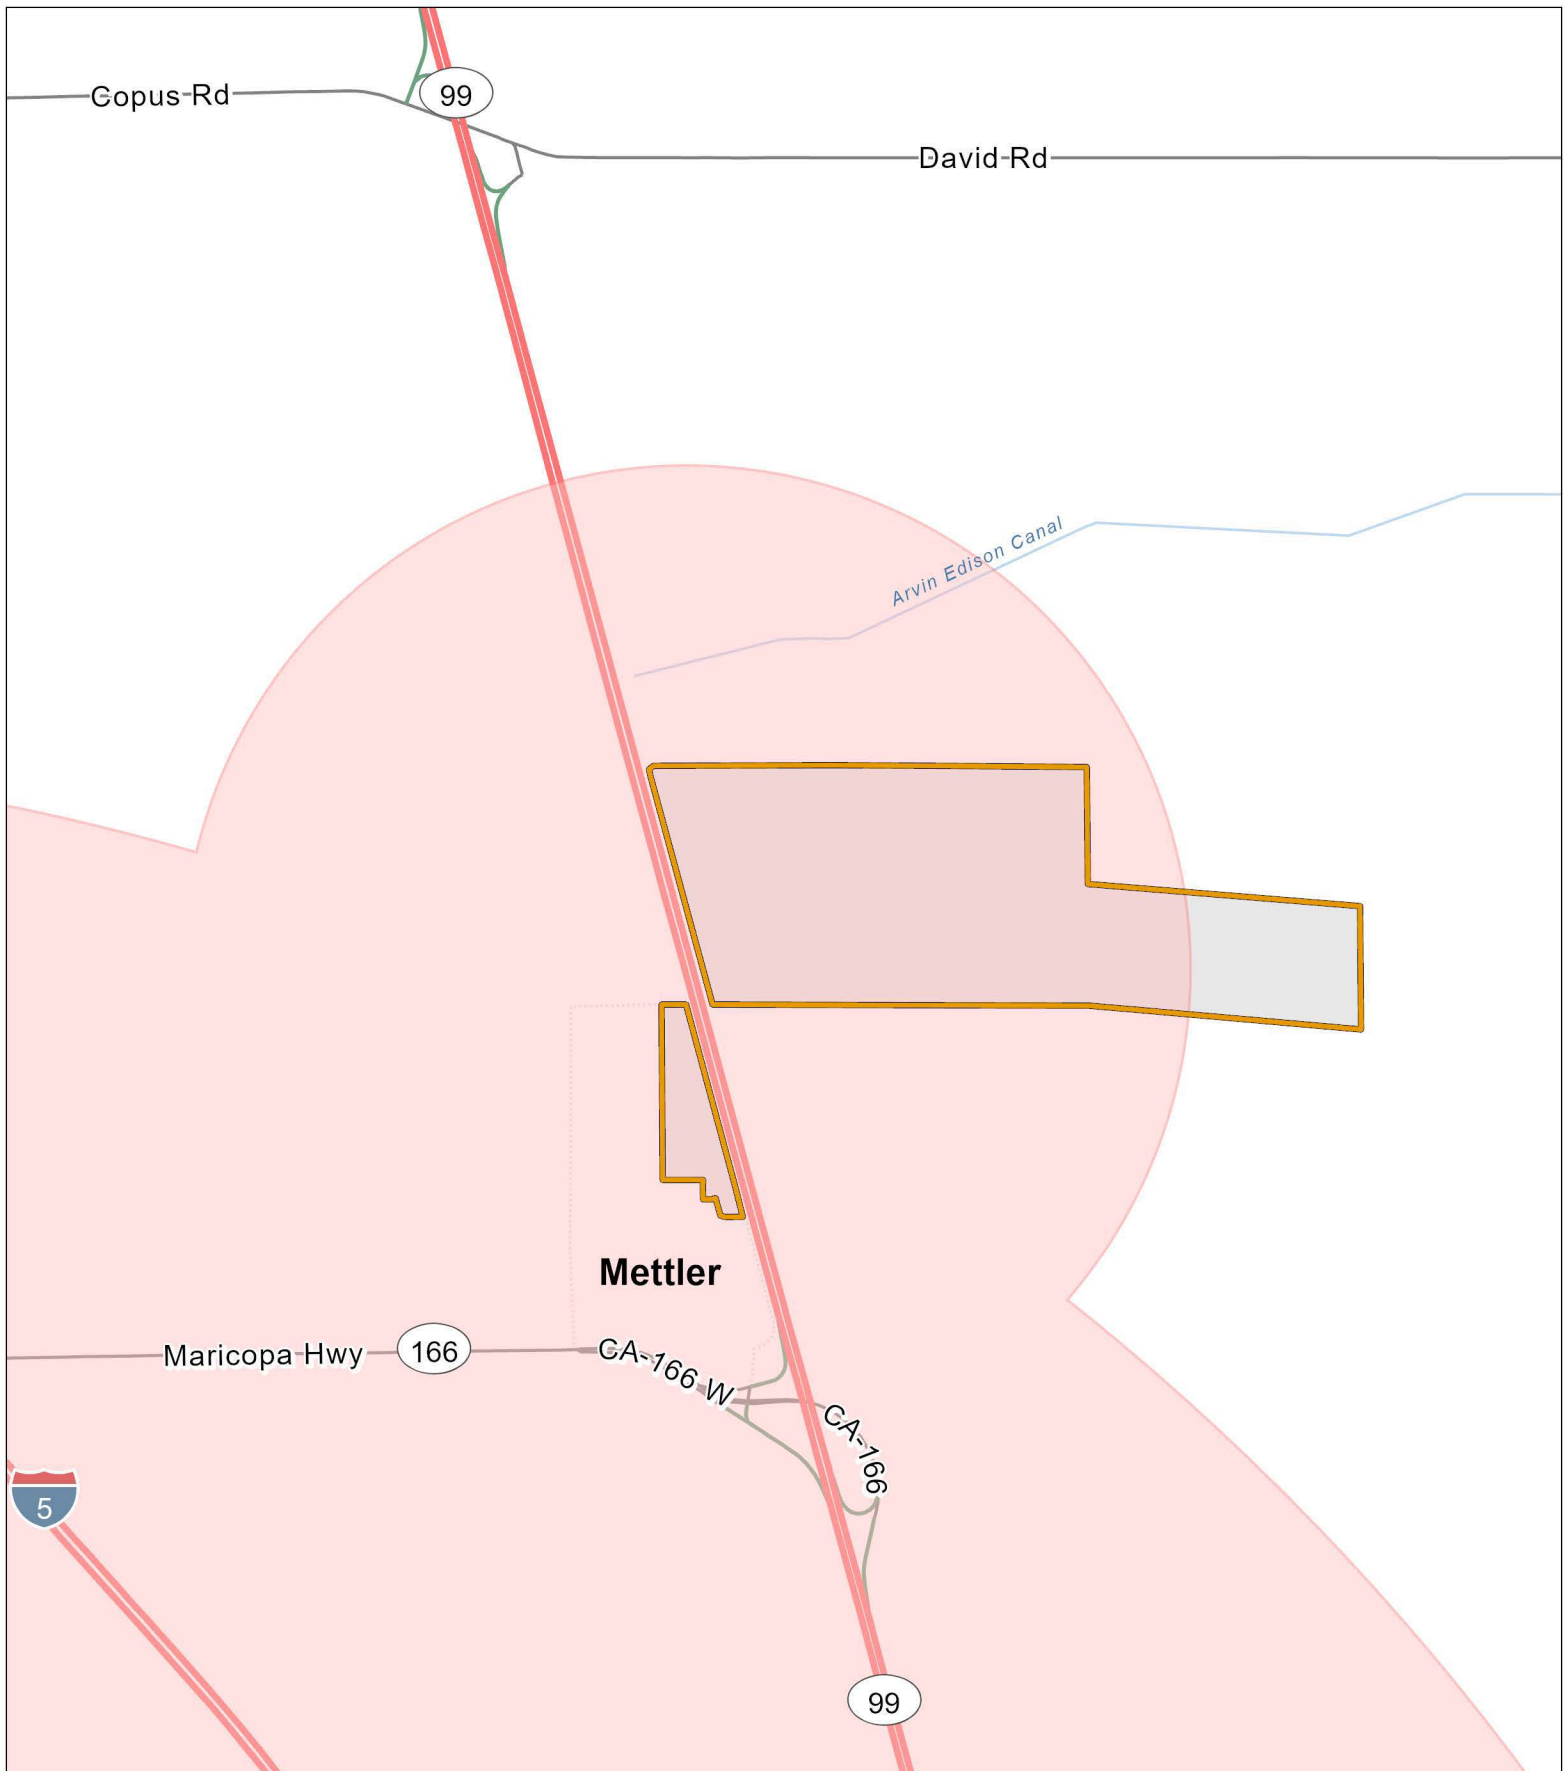 99
Copus Rd
David Rd
Arvin Edison Canal
Mettler
Maricopa Hwy
166
CA-166 W
CA-166
5
99